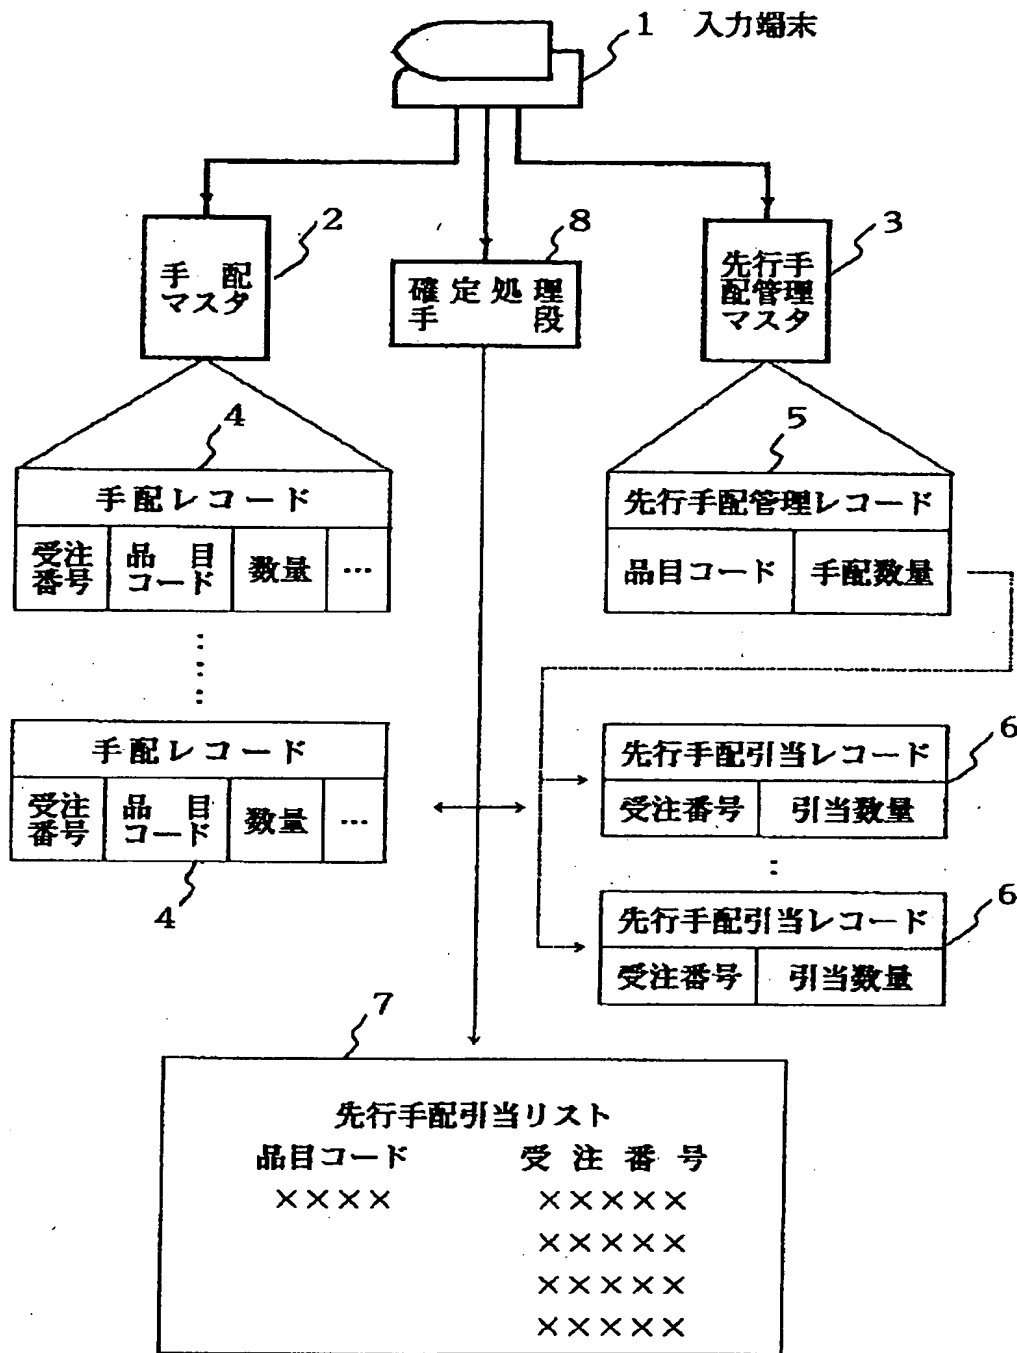 1 入力端末
2
8
3
手 配
マスタ
確定処理
手 段
先行手
配管理
マスタ
4
5
手配レコード
受注
番号
品 目
コード
数量
…
先行手配管理レコード
品目コード
手配数量
手配レコード
受注
番号
品 目
コード
数量
…
4
先行手配引当レコード
6
受注番号
引当数量
先行手配引当レコード
6
受注番号
引当数量
7
先行手配引当リスト
品目コード 受注番号
×××× ×××××
×××××
×××××
×××××